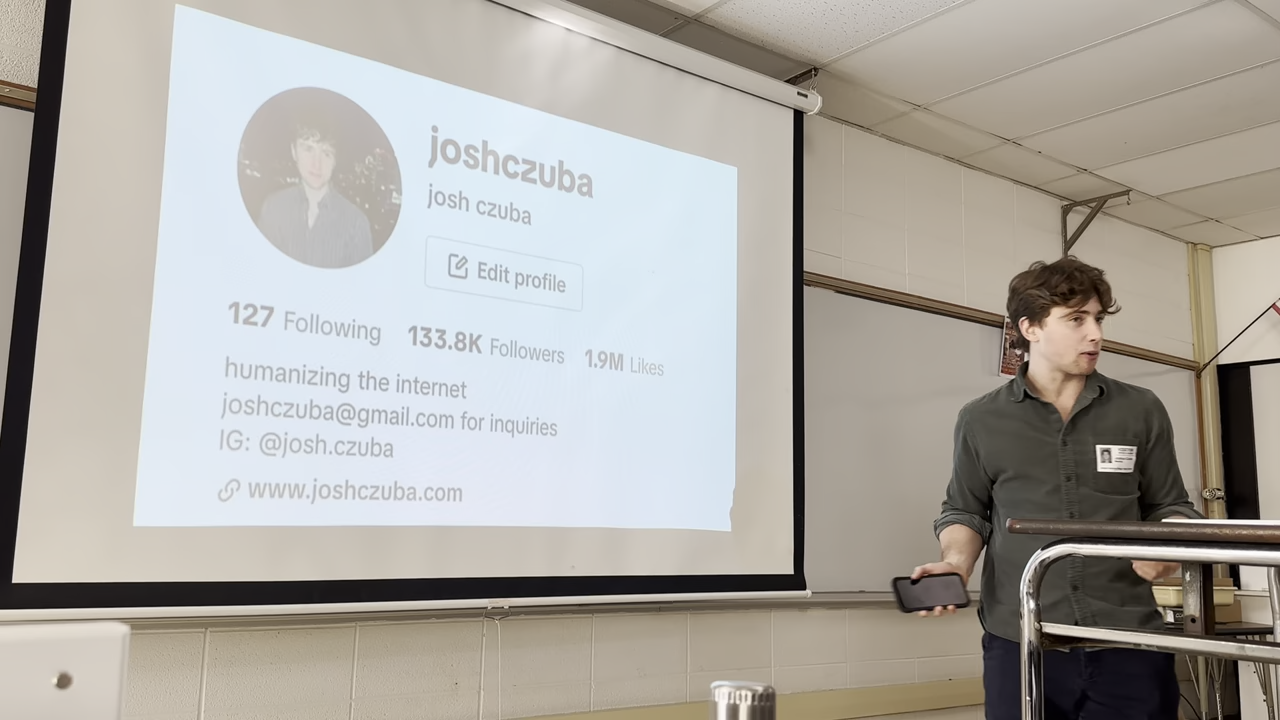 joshczuba
josh czuba
Edit profile
127 Following 133.8K Followers 1.9M Likes
humanizing the internet
joshczuba@gmail.com for inquiries
IG: @josh.czuba
www.joshczuba.com